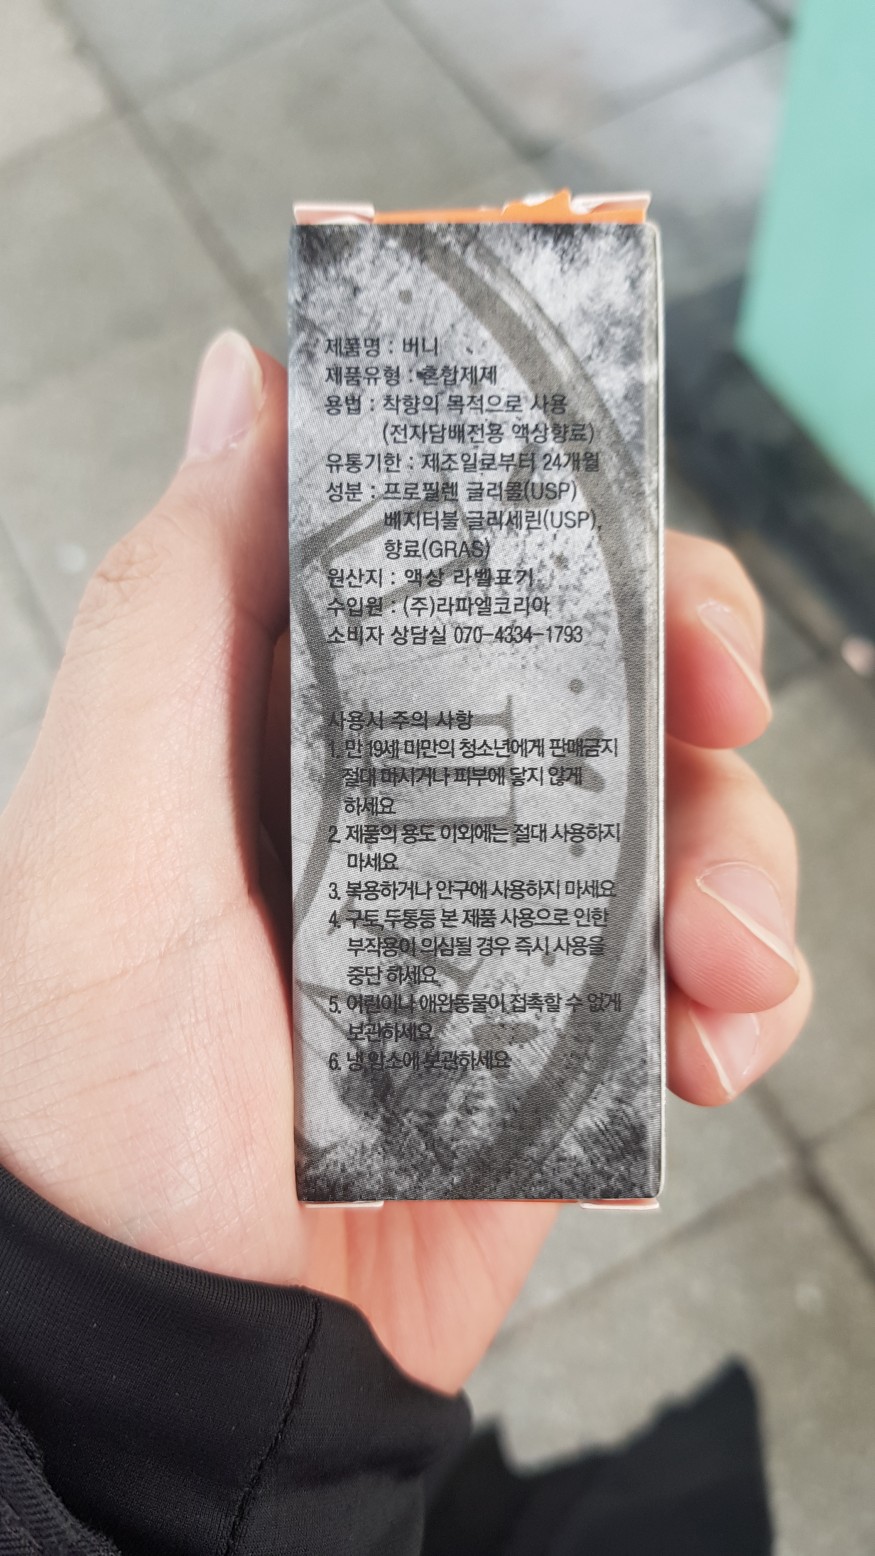 제품명 : 버니
제품유형 : 혼합제제
용법 : 착향의 목적으로 사용
(전자담배전용 액상향료)
유통기한 : 제조일로부터 24개월
성분 : 프로필렌 글리콜(USP)
베지터블 글리세린(USP),
향료(GRAS)
원산지 : 액상 라벨표기
수입원 : (주)라파엘코리아
소비자 상담실 070-4334-1793
사용시 주의 사항
1. 만 19세 미만의 청소년에게 판매금지
절대 마시거나 피부에 닿지 않게
하세요
2. 제품의 용도 이외에는 절대 사용하지
마세요
3. 복용하거나 안구에 사용하지 마세요
4. 구토,두통등 본 제품 사용으로 인한
부작용이 의심될 경우 즉시 사용을
중단 하세요
5. 어린이나 애완동물이 접촉할 수 없게
보관하세요
6. 냉,암소에 보관하세요